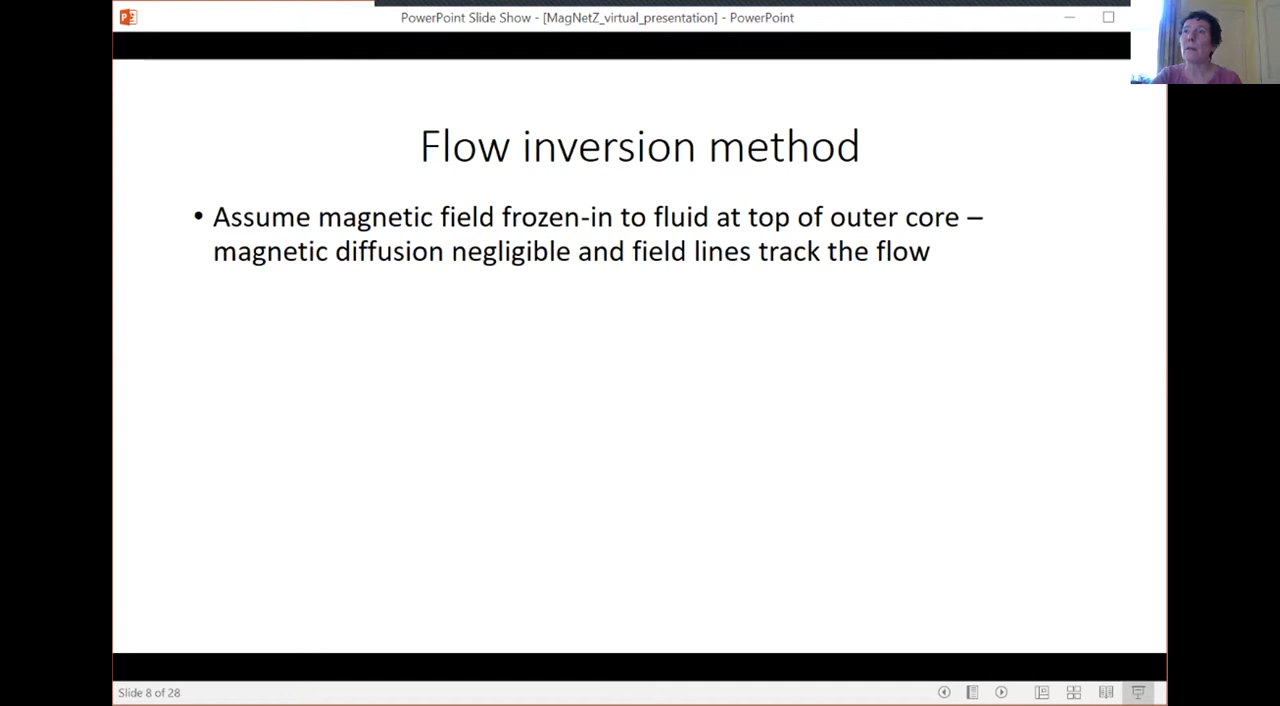 PowerPoint Slide Show - [MagNetZ_virtual_presentation] - PowerPoint
Flow inversion method
• Assume magnetic field frozen-in to fluid at top of outer core –
magnetic diffusion negligible and field lines track the flow
Slide 8 of 28